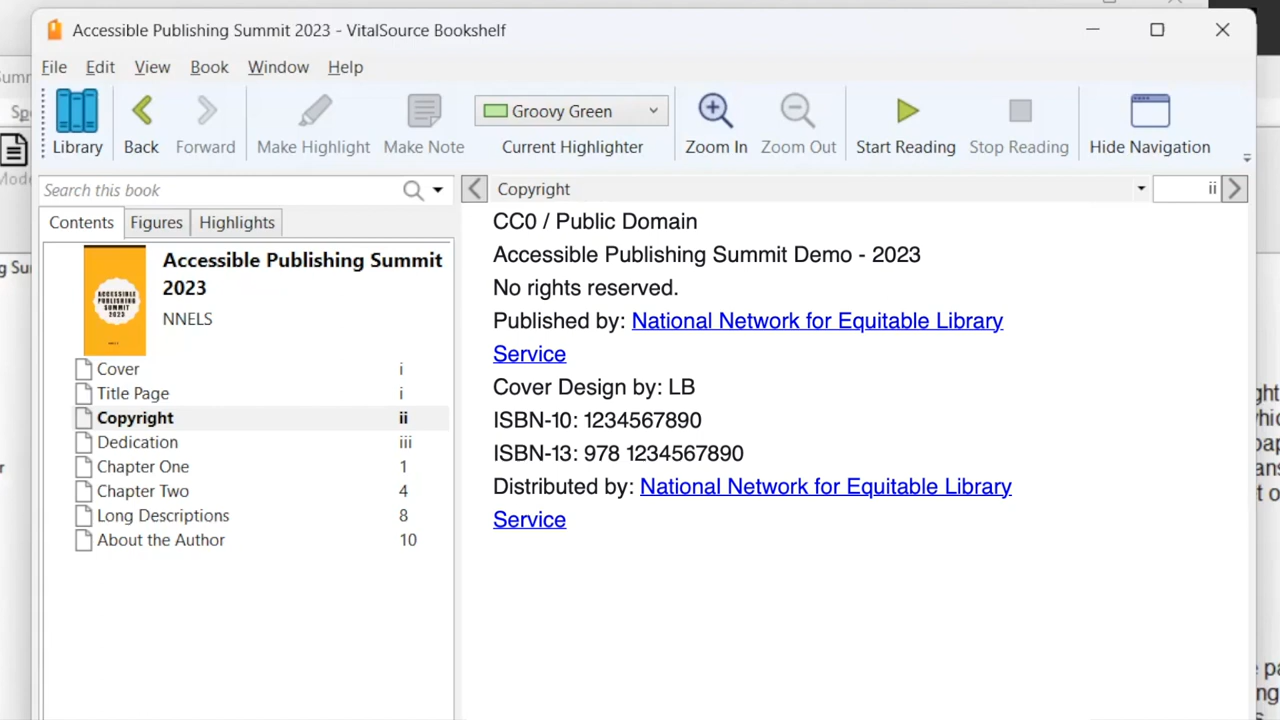 Accessible Publishing Summit 2023 - VitalSource Bookshelf
File Edit View Book Window Help
Library Back Forward Make Highlight Make Note Groovy Green Current Highlighter Zoom In Zoom Out Start Reading Stop Reading Hide Navigation
Search this book
Copyright ii
Contents Figures Highlights
Accessible Publishing Summit
2023
NNELS
ACCESSIBLE
PUBLISHING
SUMMIT
2023
Cover i
Title Page i
Copyright ii
Dedication iii
Chapter One 1
Chapter Two 4
Long Descriptions 8
About the Author 10
CC0 / Public Domain
Accessible Publishing Summit Demo - 2023
No rights reserved.
Published by: National Network for Equitable Library
Service
Cover Design by: LB
ISBN-10: 1234567890
ISBN-13: 978 1234567890
Distributed by: National Network for Equitable Library
Service